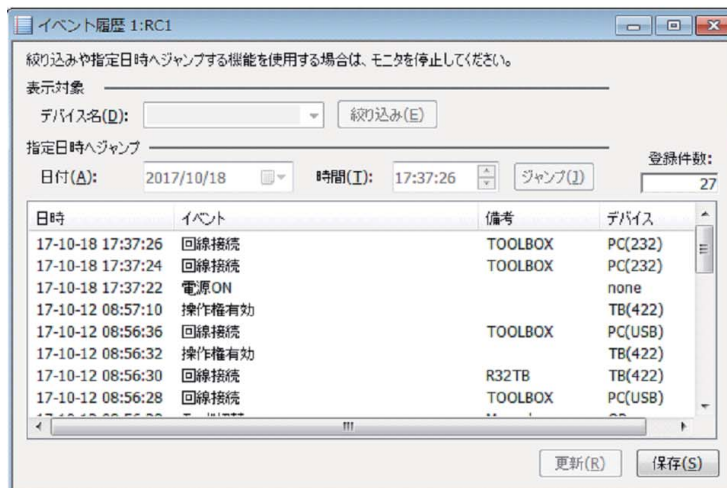 イベント履歴 1:RC1
絞り込みや指定日時へジャンプする機能を使用する場合は、モニタを停止してください。
表示対象
デバイス名(D): 絞り込み(E)
指定日時へジャンプ
登録件数:
日付(A): 2017/10/18 時間(T): 17:37:26 ジャンプ(J) 27
日時 イベント 備考 デバイス
17-10-18 17:37:26 回線接続 TOOLBOX PC(232)
17-10-18 17:37:24 回線接続 TOOLBOX PC(232)
17-10-18 17:37:22 電源ON none
17-10-12 08:57:10 操作権有効 TB(422)
17-10-12 08:56:36 回線接続 TOOLBOX PC(USB)
17-10-12 08:56:32 操作権有効 TB(422)
17-10-12 08:56:30 回線接続 R32TB TB(422)
17-10-12 08:56:28 回線接続 TOOLBOX PC(USB)
更新(R) 保存(S)